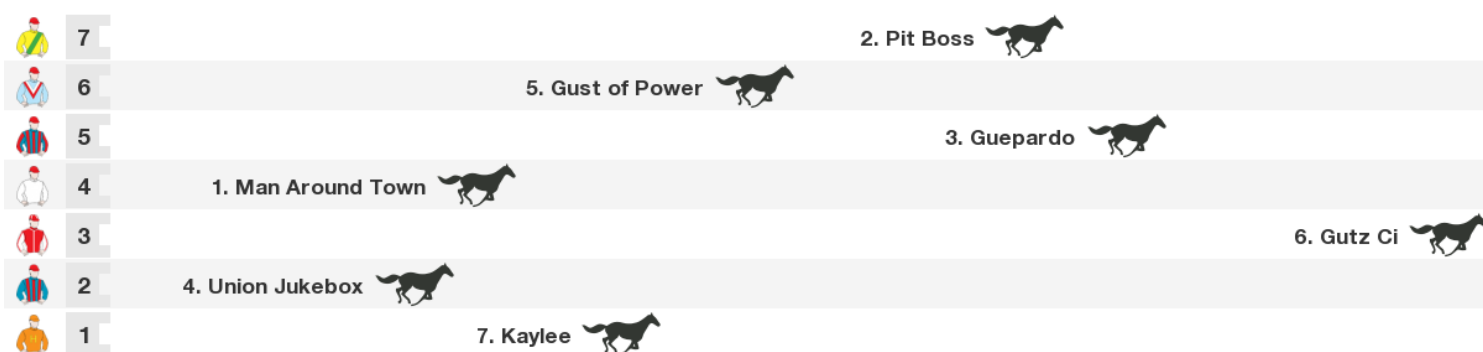 7 2. Pit Boss
6 5. Gust of Power
5 3. Guepardo
4 1. Man Around Town
3 6. Gutz Ci
2 4. Union Jukebox
1 7. Kaylee